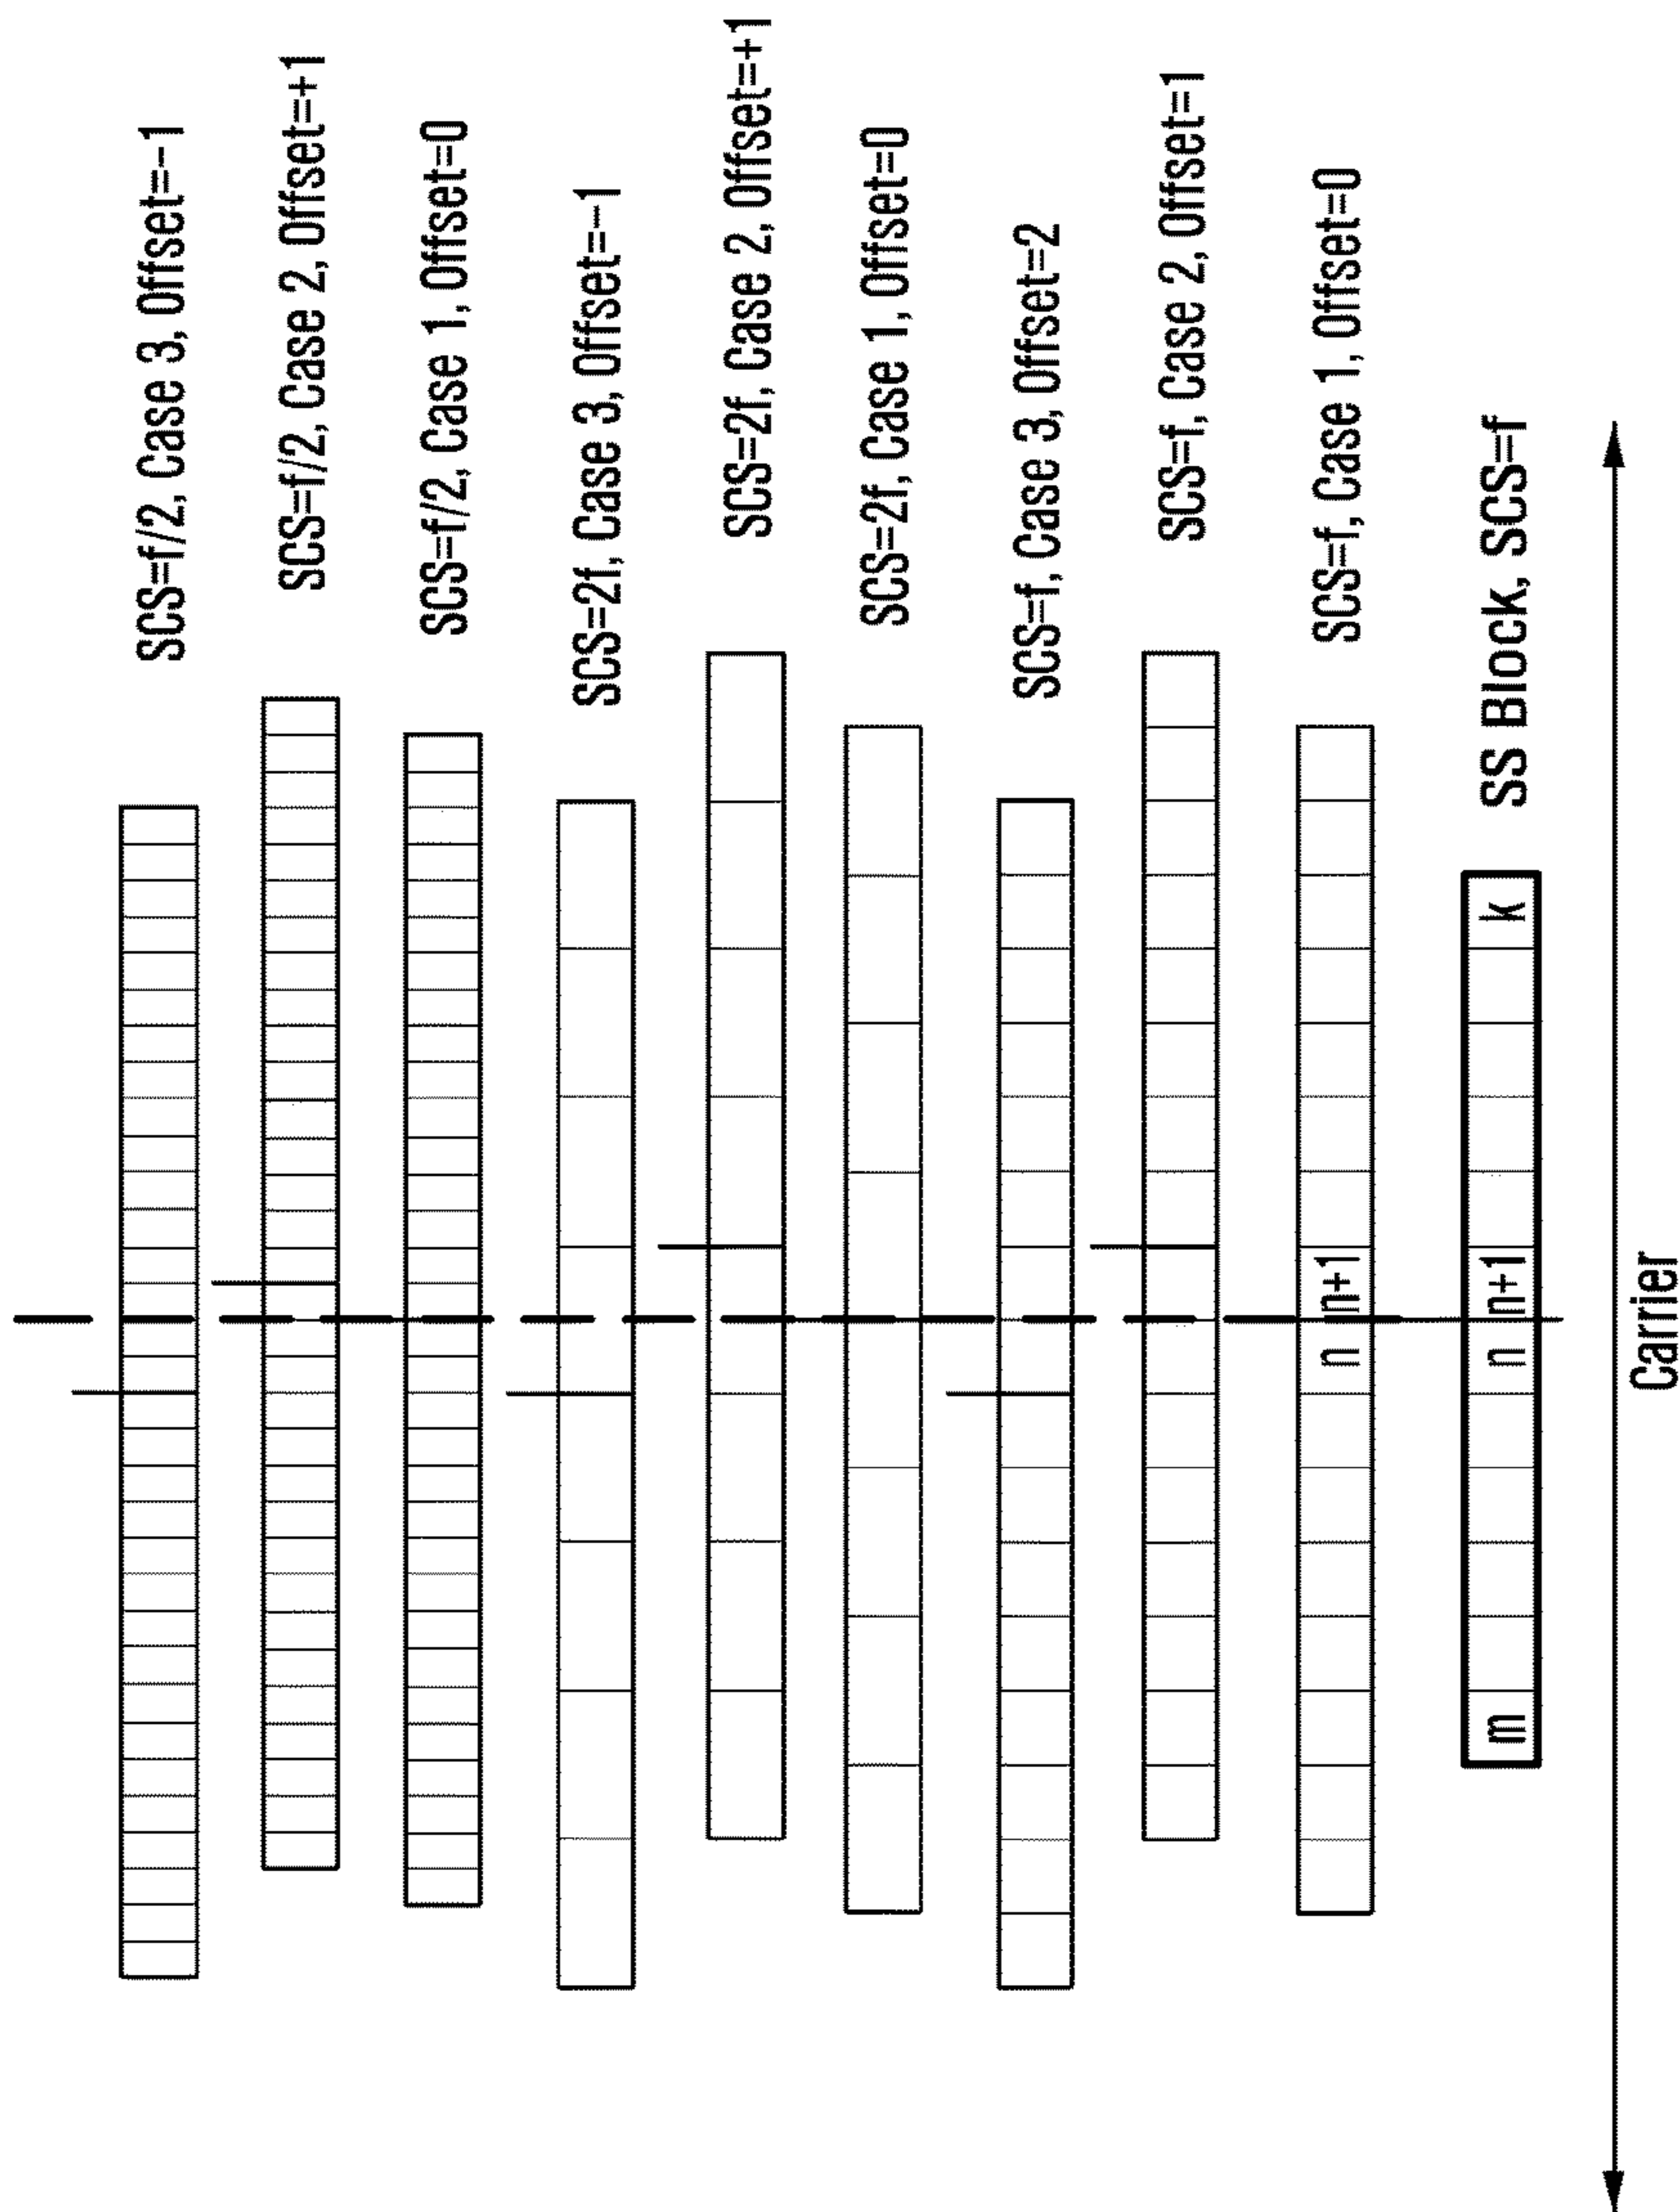 SCS=f/2, Case 3, Offset=-1
SCS=f/2, Case 2, Offset=+1
SCS=f/2, Case 1, Offset=0
SCS=2f, Case 3, Offset=-1
SCS=2f, Case 2, Offset=+1
SCS=2f, Case 1, Offset=0
SCS=f, Case 3, Offset=2
SCS=f, Case 2, Offset=1
n n+1
SCS=f, Case 1, Offset=0
m n n+1 k
SS Block, SCS=f
Carrier